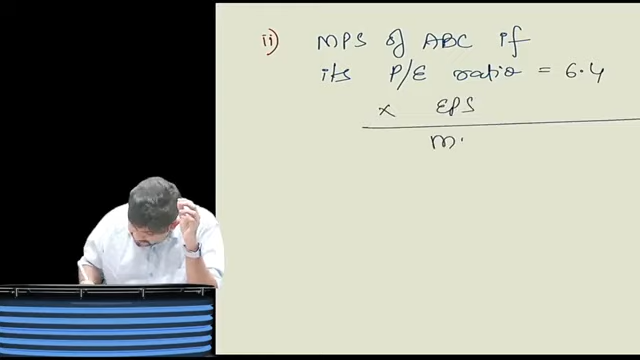 ii) MPS of ABC if
its P/E ratio = 6.4
× EPS
m.